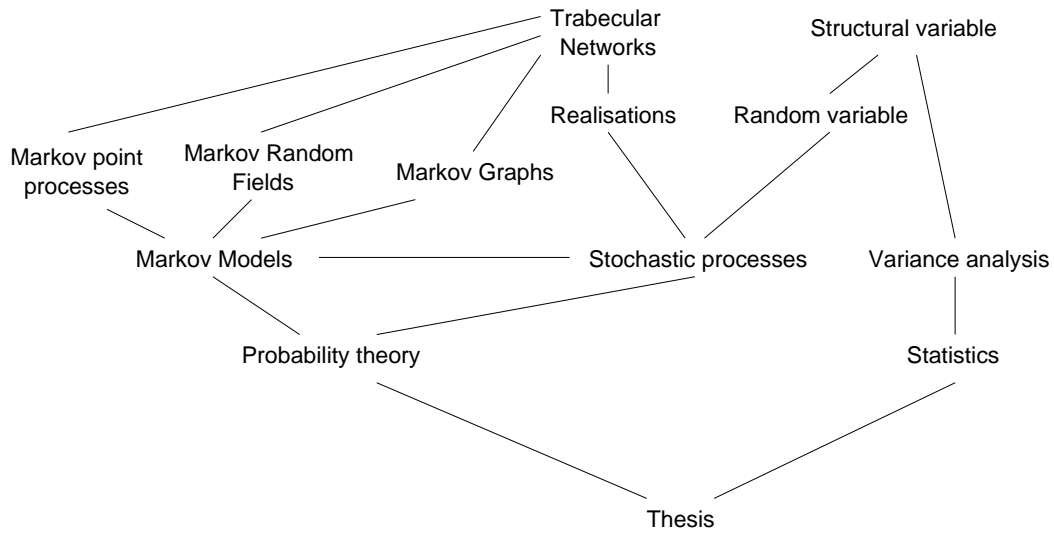 Trabecular
Networks
Structural variable
Realisations
Random variable
Markov point
processes
Markov Random
Fields
Markov Graphs
Markov Models
Stochastic processes
Variance analysis
Probability theory
Statistics
Thesis